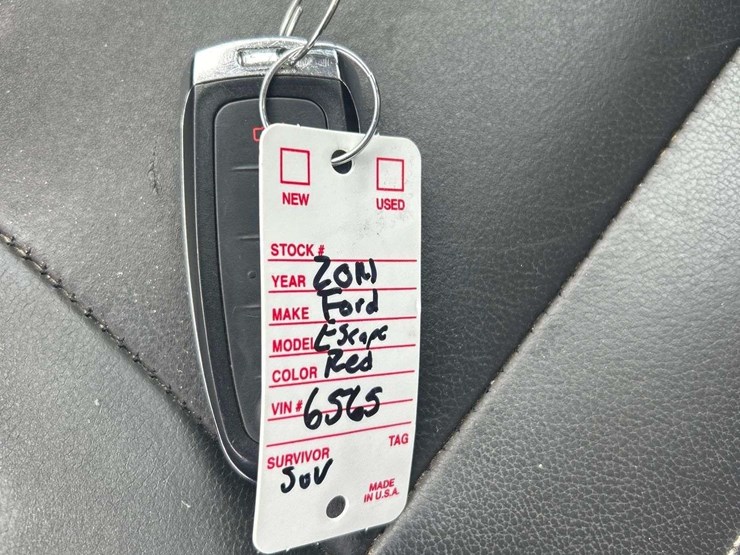 NEW USED
STOCK #
YEAR 2014
MAKE Ford
MODEL Escape
COLOR Red
VIN # 6565
TAG
SURVIVOR
SUV
MADE
IN U.S.A.